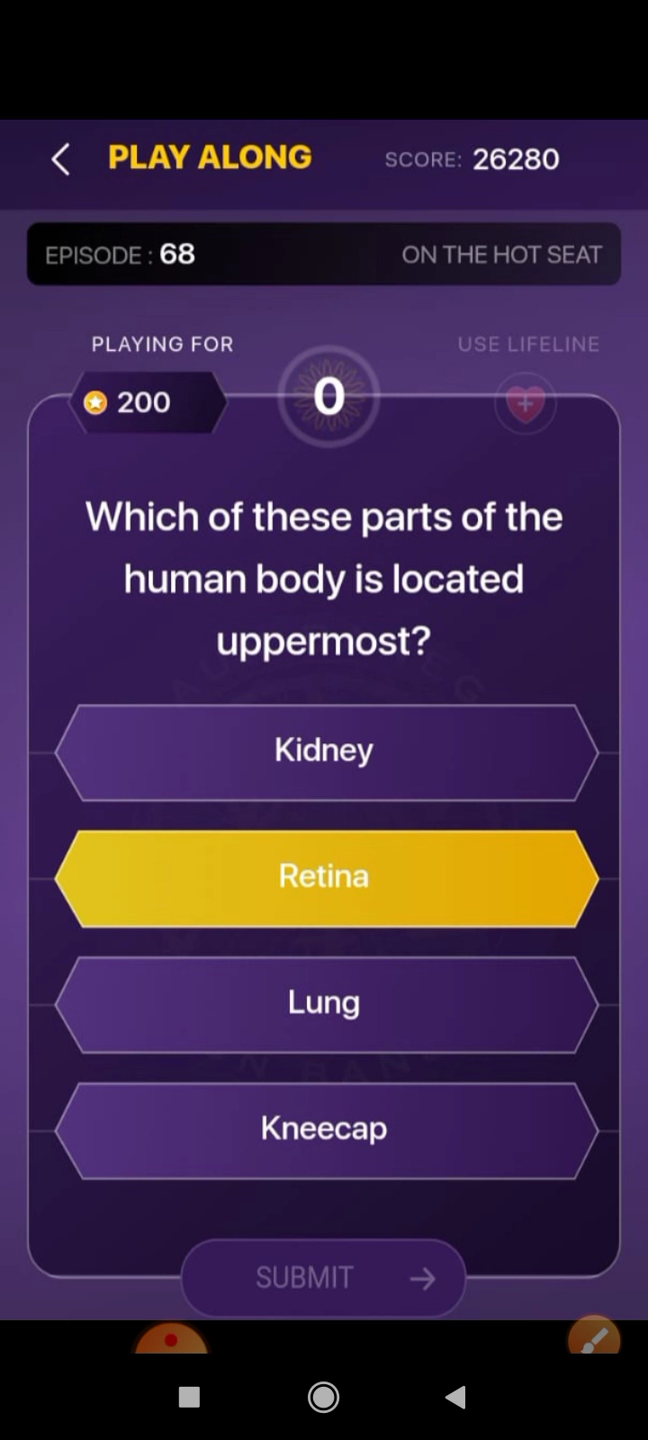 PLAY ALONG
SCORE: 26280
EPISODE : 68
ON THE HOT SEAT
PLAYING FOR
USE LIFELINE
200
0
Which of these parts of the
human body is located
uppermost?
Kidney
Retina
Lung
Kneecap
SUBMIT